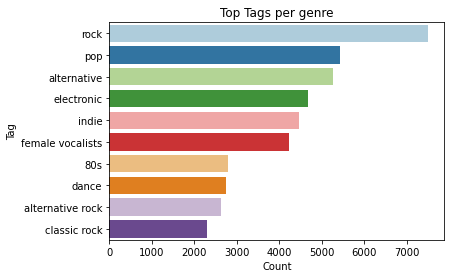 Top Tags per genre
Tag
rock
pop
alternative
electronic
indie
female vocalists
80s
dance
alternative rock
classic rock
0 1000 2000 3000 4000 5000 6000 7000
Count